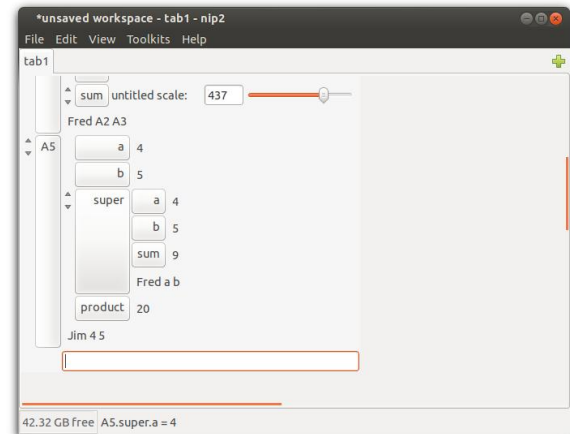 *unsaved workspace - tab1 - nip2
File Edit View Toolkits Help
tab1
sum untitled scale: 437
Fred A2 A3
A5 a 4
b 5
super a 4
b 5
sum 9
Fred a b
product 20
Jim 4 5
42.32 GB free A5.super.a = 4